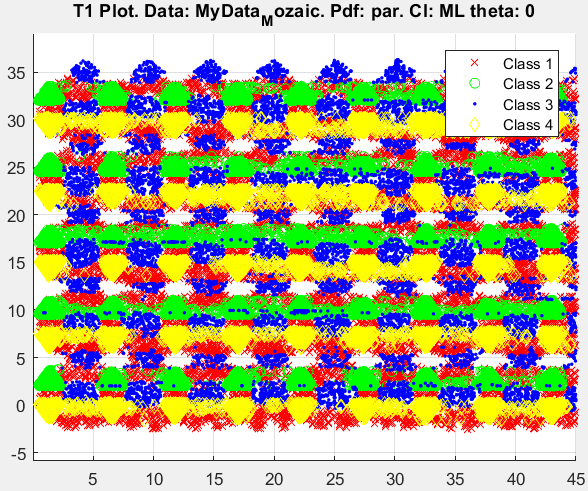 T1 Plot. Data: MyData_Mozaic. Pdf: par. Cl: ML theta: 0
Class 1
Class 2
Class 3
Class 4
35
30
25
20
15
10
5
0
-5
5 10 15 20 25 30 35 40 45